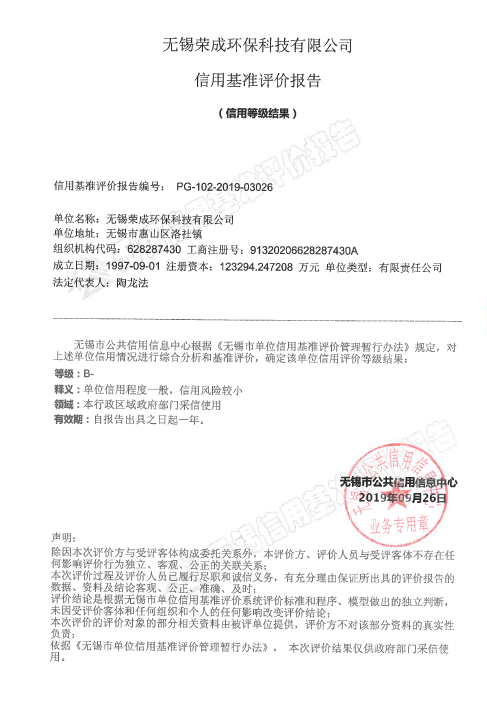 无锡荣成环保科技有限公司
信用基准评价报告
（信用等级结果）
信用基准评价报告编号： PG-102-2019-03026
单位名称：无锡荣成环保科技有限公司
单位地址：无锡市惠山区洛社镇
组织机构代码：628287430 工商注册号：91320206628287430A
成立日期：1997-09-01 注册资本：123294.247208 万元 单位类型：有限责任公司
法定代表人：陶龙法
无锡市公共信用信息中心根据《无锡市单位信用基准评价管理暂行办法》规定，对
上述单位信用情况进行综合分析和基准评价，确定该单位信用评价等级结果：
等级：B-
释义：单位信用程度一般，信用风险较小
领域：本行政区域政府部门采信使用
有效期：自报告出具之日起一年。
无锡市公共信用信息中心
2019年09月26日
业务专用章
声明：
除因本次评价方与受评客体构成委托关系外，本评价方、评价人员与受评客体不存在任
何影响评价行为独立、客观、公正的关联关系；
本次评价过程及评价人员已履行尽职和诚信义务，有充分理由保证所出具的评价报告的
数据、资料及结论客观、公正、准确、及时；
评价结论是根据无锡市单位信用基准评价系统评价标准和程序、模型做出的独立判断，
未因受评价客体和任何组织和个人的任何影响改变评价结论；
本次评价的评价对象的部分相关资料由被评单位提供，评价方不对该部分资料的真实性
负责；
依据《无锡市单位信用基准评价管理暂行办法》， 本次评价结果仅供政府部门采信使
用。